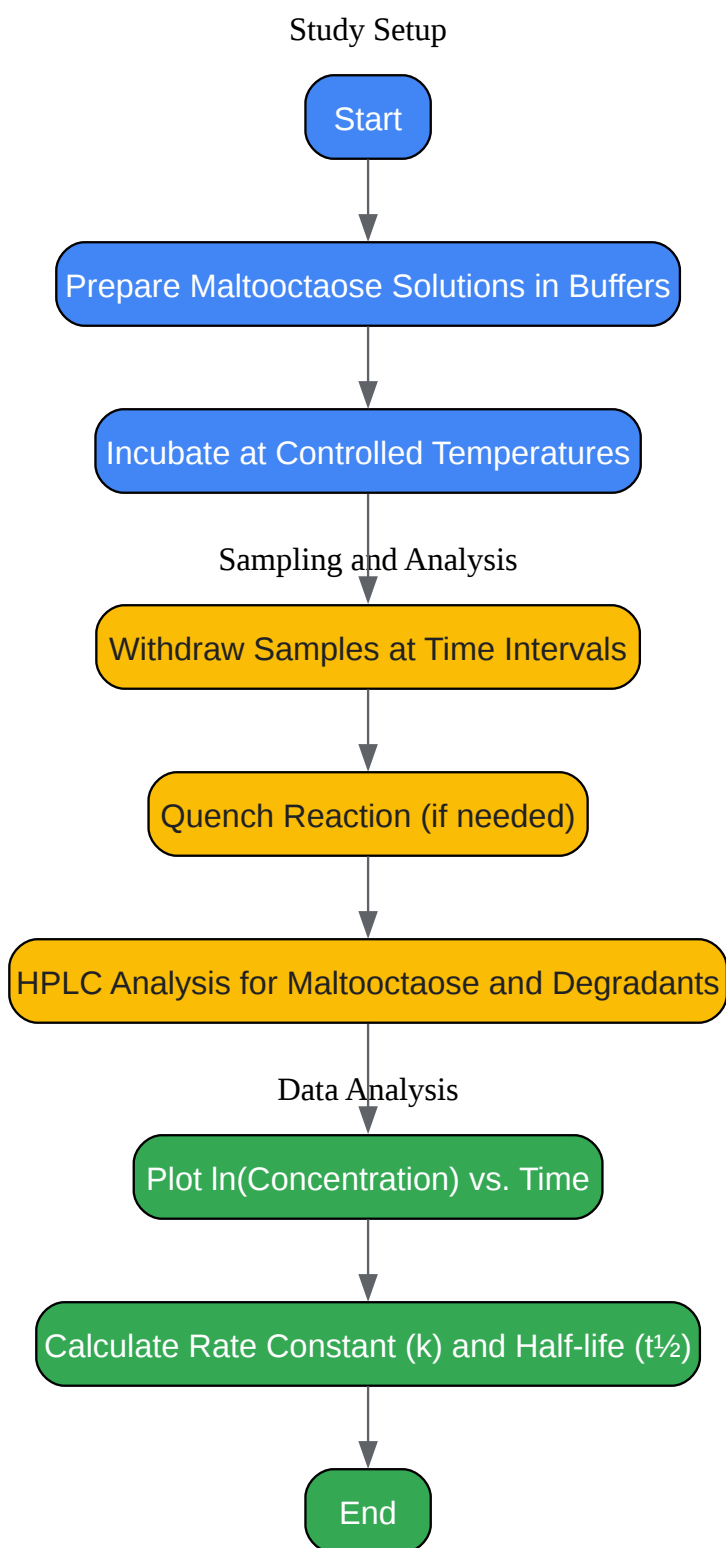 Study Setup
Start
Prepare Maltooctaose Solutions in Buffers
Incubate at Controlled Temperatures
Sampling and Analysis
Withdraw Samples at Time Intervals
Quench Reaction (if needed)
HPLC Analysis for Maltooctaose and Degradants
Data Analysis
Plot ln(Concentration) vs. Time
Calculate Rate Constant (k) and Half-life (t½)
End